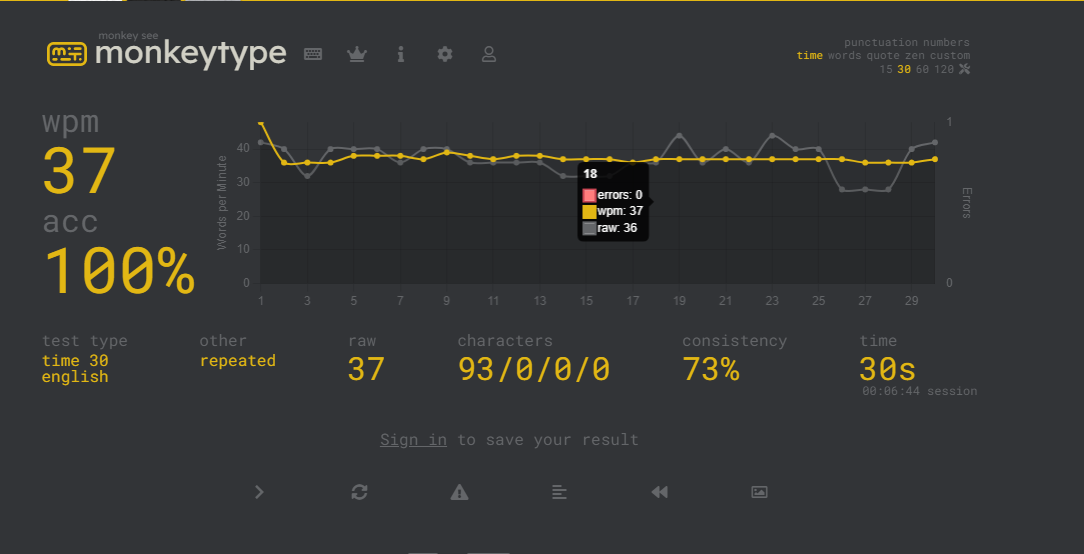 monkey see
monkeytype
punctuation numbers
time words quote zen custom
15 30 60 120
wpm
37
acc
100%
Words per Minute
40
30
20
10
0
1
0
Errors
18
errors: 0
wpm: 37
raw: 36
1 3 5 7 9 11 13 15 17 19 21 23 25 27 29
test type
time 30
english
other
repeated
raw
37
characters
93/0/0/0
consistency
73%
time
30s
00:06:44 session
Sign in to save your result